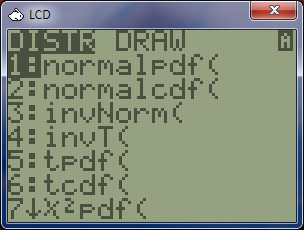 LCD
DISTR DRAW A
1:normalpdf(
2:normalcdf(
3:invNorm(
4:invT(
5:tpdf(
6:tcdf(
7↓X²pdf(